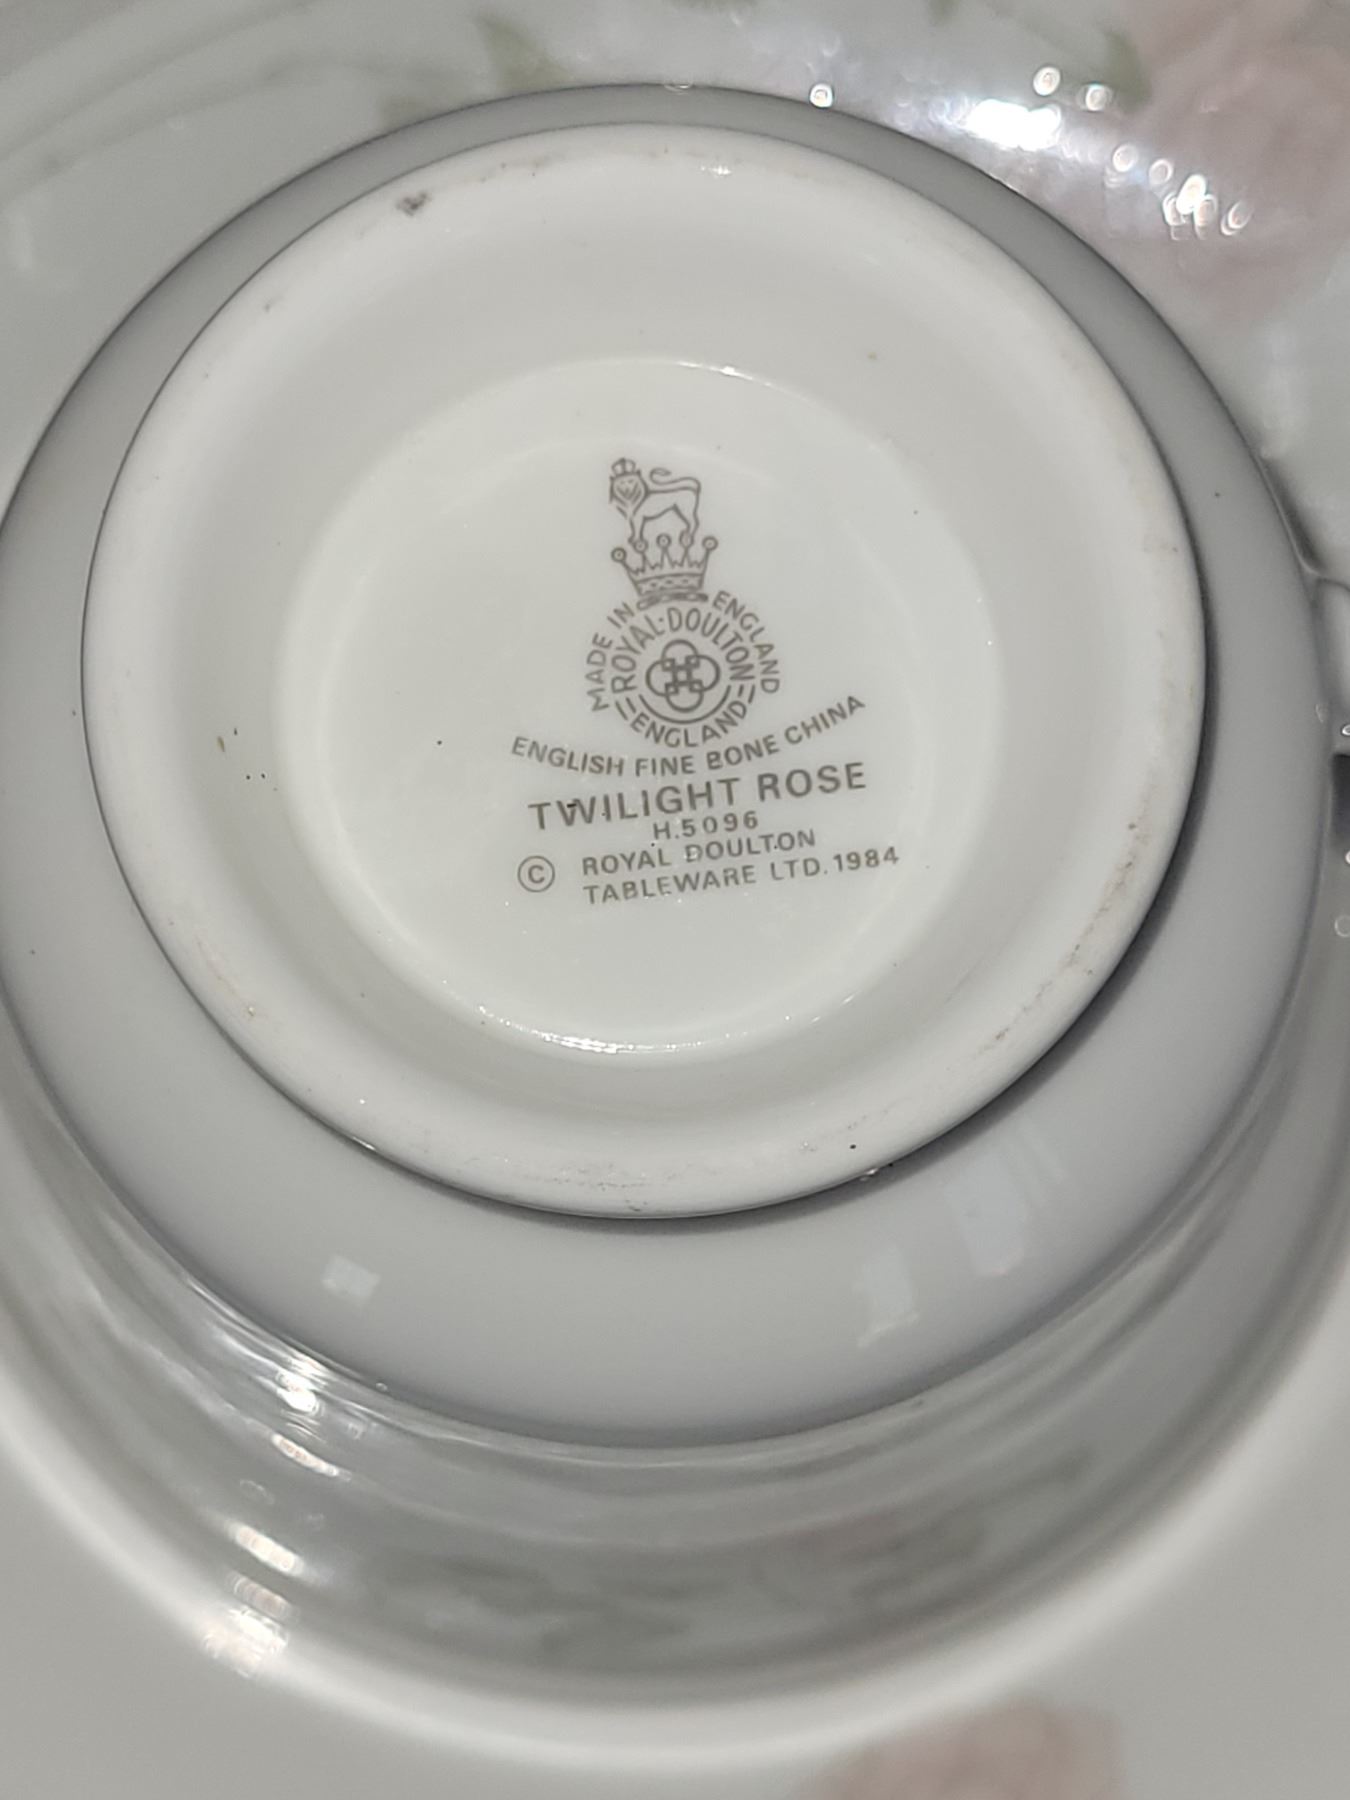 MADE IN ENGLAND
ROYAL·DOULTON
ENGLAND
ENGLISH FINE BONE CHINA
TWILIGHT ROSE
H.5096
© ROYAL DOULTON
TABLEWARE LTD. 1984